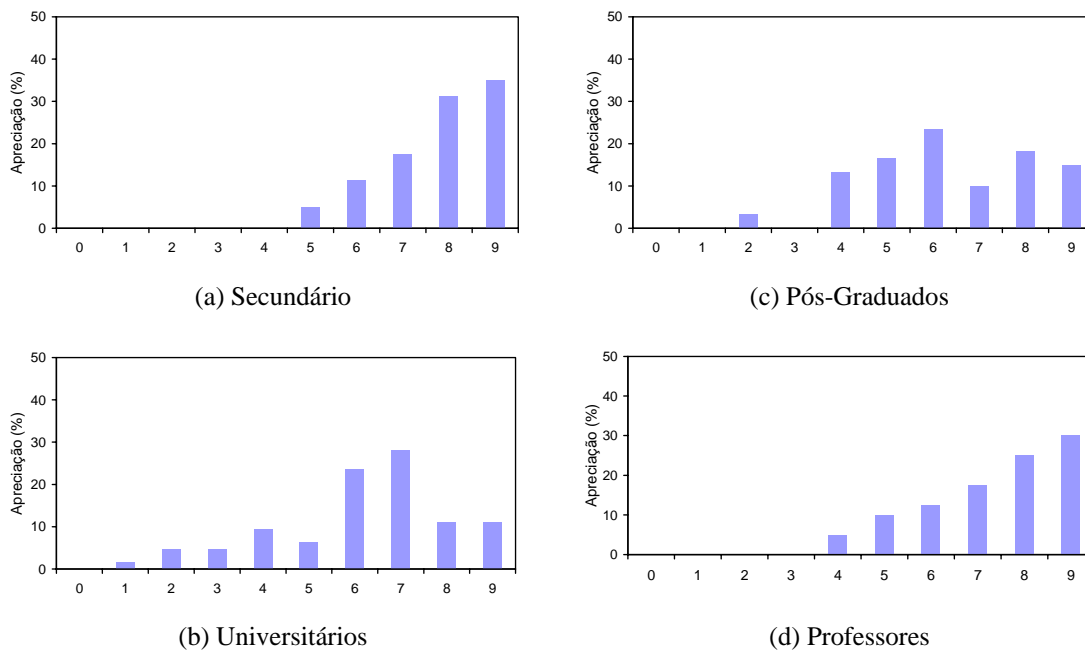 50
40
30
20
10
0
Apreciação (%)
0 1 2 3 4 5 6 7 8 9
(a) Secundário
50
40
30
20
10
0
Apreciação (%)
0 1 2 3 4 5 6 7 8 9
(c) Pós-Graduados
50
40
30
20
10
0
Apreciação (%)
0 1 2 3 4 5 6 7 8 9
(b) Universitários
50
40
30
20
10
0
Apreciação (%)
0 1 2 3 4 5 6 7 8 9
(d) Professores